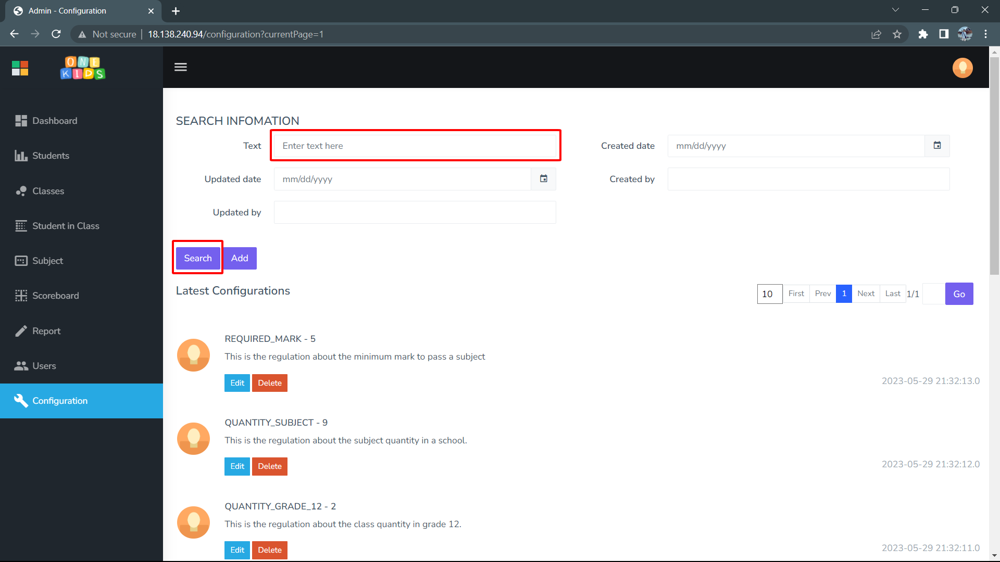 Admin - Configuration
Not secure
18.138.240.94/configuration?currentPage=1
ONE
KIDS
Dashboard
Students
Classes
Student in Class
Subject
Scoreboard
Report
Users
Configuration
SEARCH INFOMATION
Text
Enter text here
Created date
mm/dd/yyyy
Updated date
mm/dd/yyyy
Created by
Updated by
Search
Add
Latest Configurations
10 First Prev 1 Next Last 1/1 Go
REQUIRED_MARK - 5
This is the regulation about the minimum mark to pass a subject
Edit Delete
2023-05-29 21:32:13.0
QUANTITY_SUBJECT - 9
This is the regulation about the subject quantity in a school.
Edit Delete
2023-05-29 21:32:12.0
QUANTITY_GRADE_12 - 2
This is the regulation about the class quantity in grade 12.
Edit Delete
2023-05-29 21:32:11.0